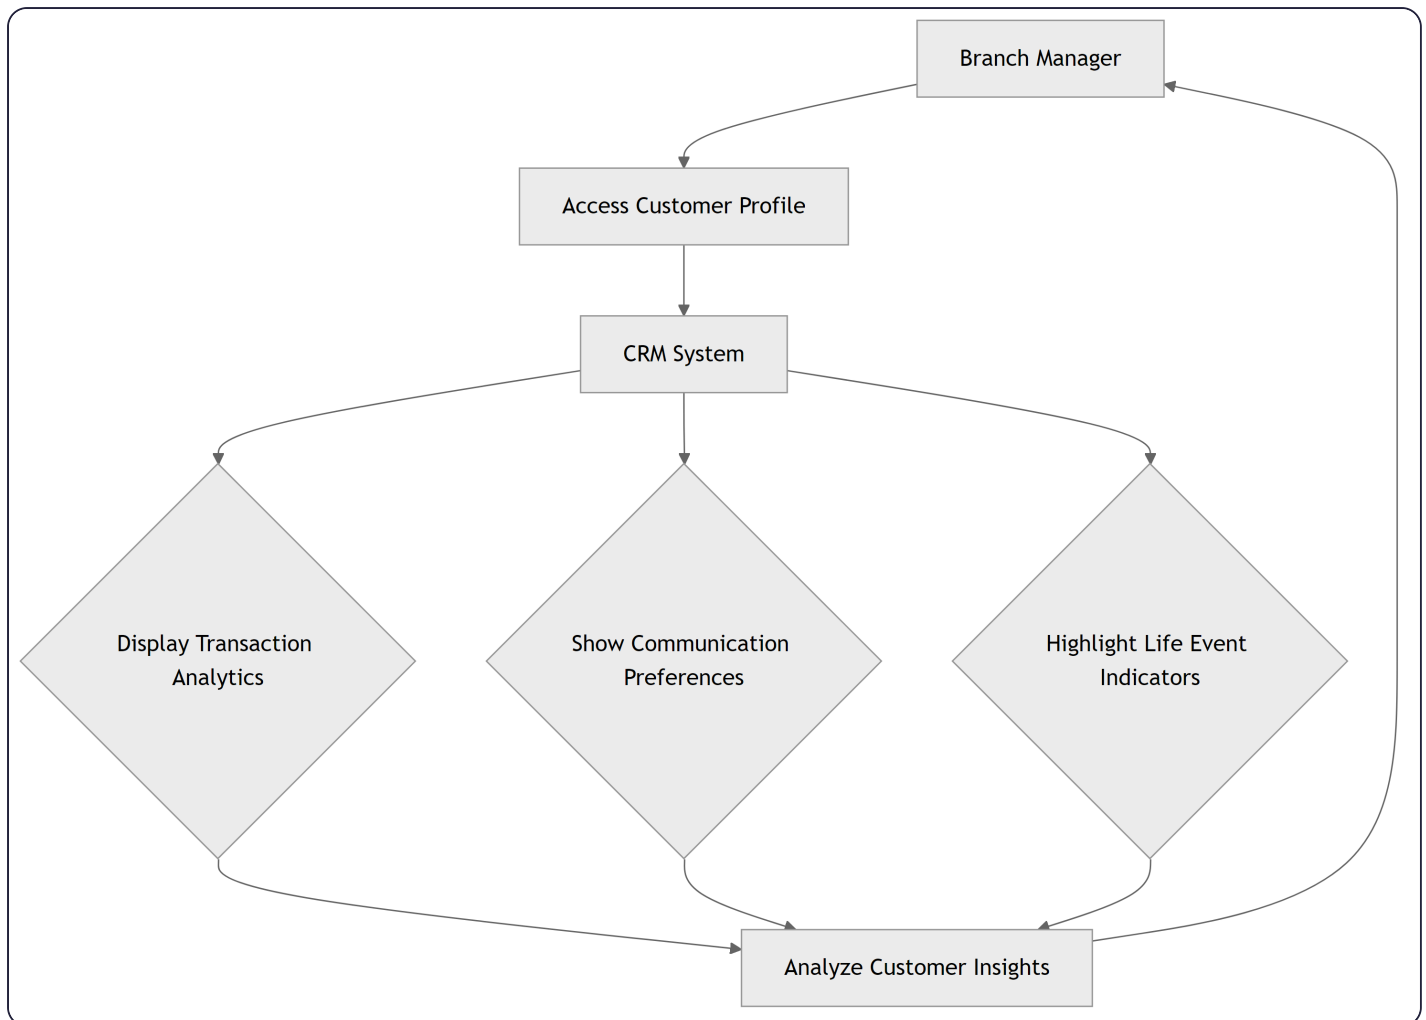 Branch Manager
Access Customer Profile
CRM System
Display Transaction
Analytics
Show Communication
Preferences
Highlight Life Event
Indicators
Analyze Customer Insights